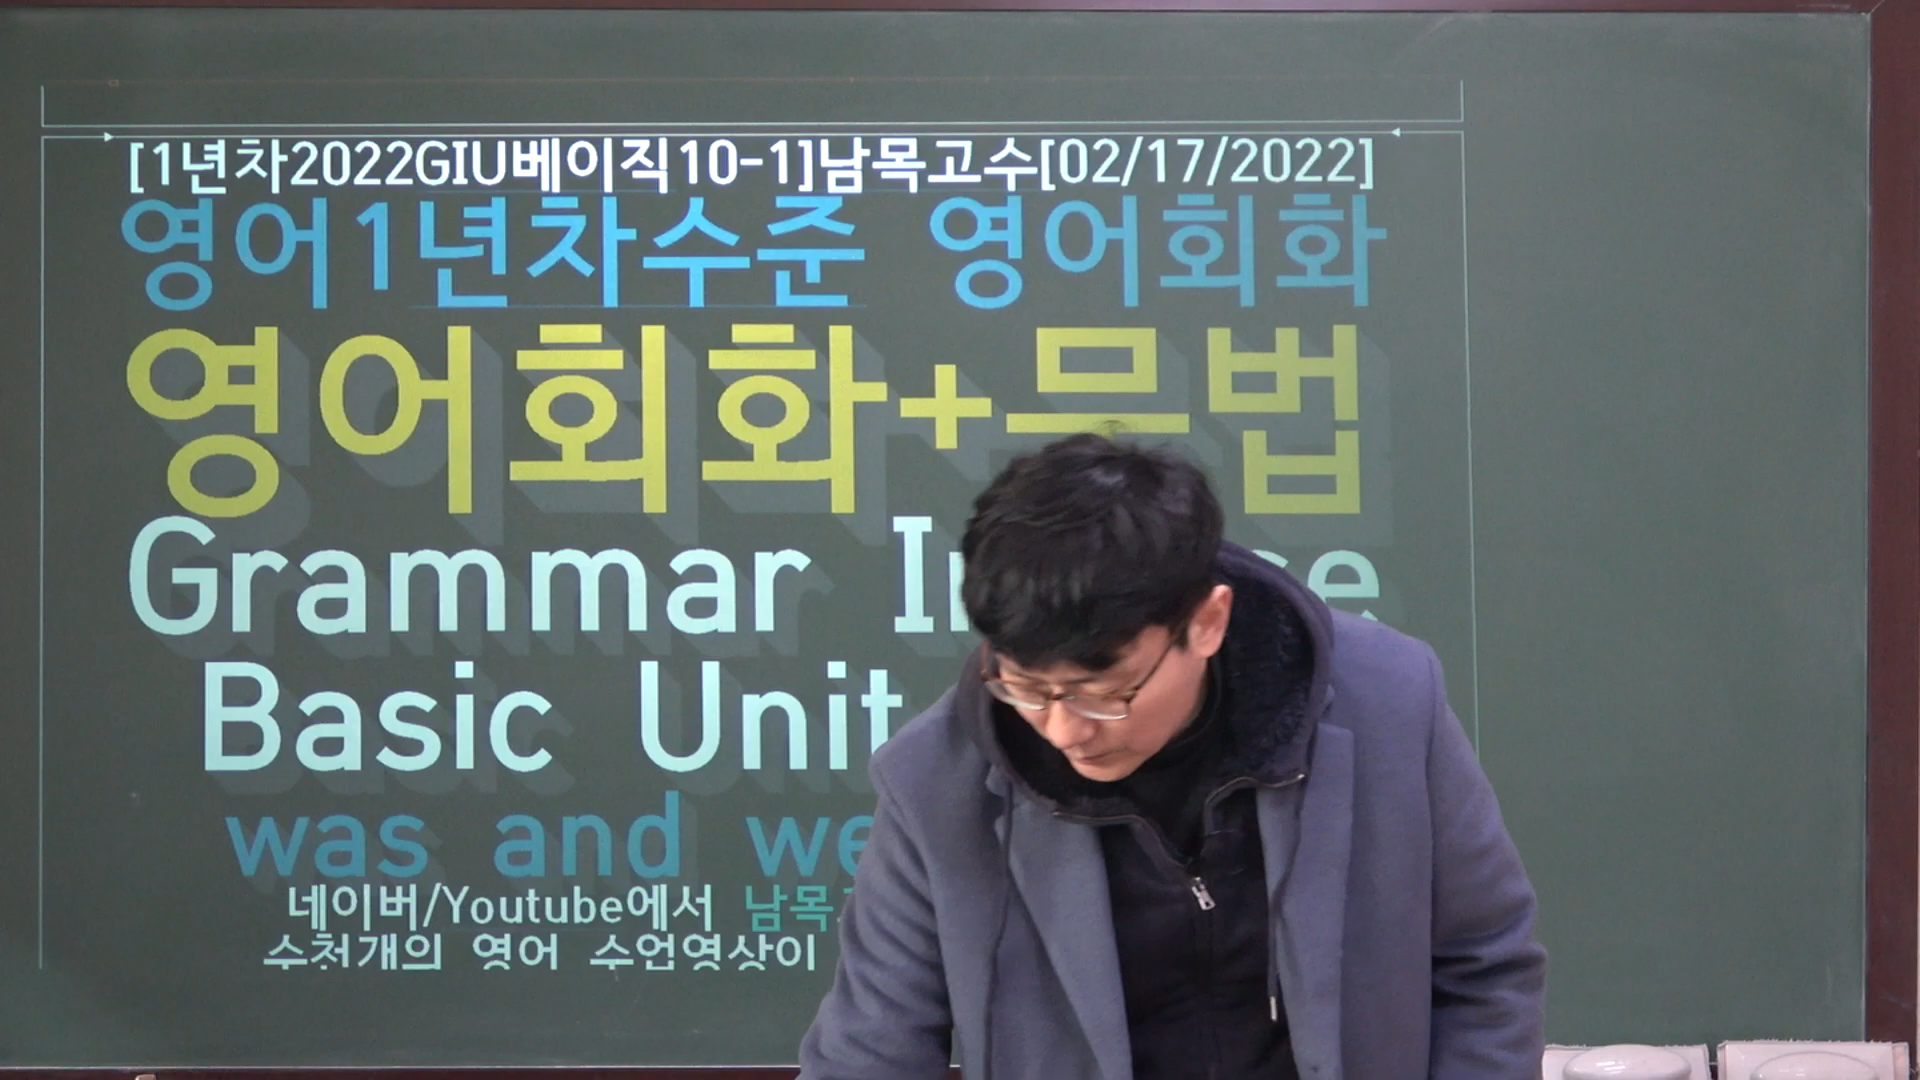 [1년차2022GIU베이직10-1]남목고수[02/17/2022]
영어1년차수준 영어회화
영어회화+문법
Grammar
Basic Unit
was and
네이버/Youtube에서 남목
수천개의 영어 수업영상이